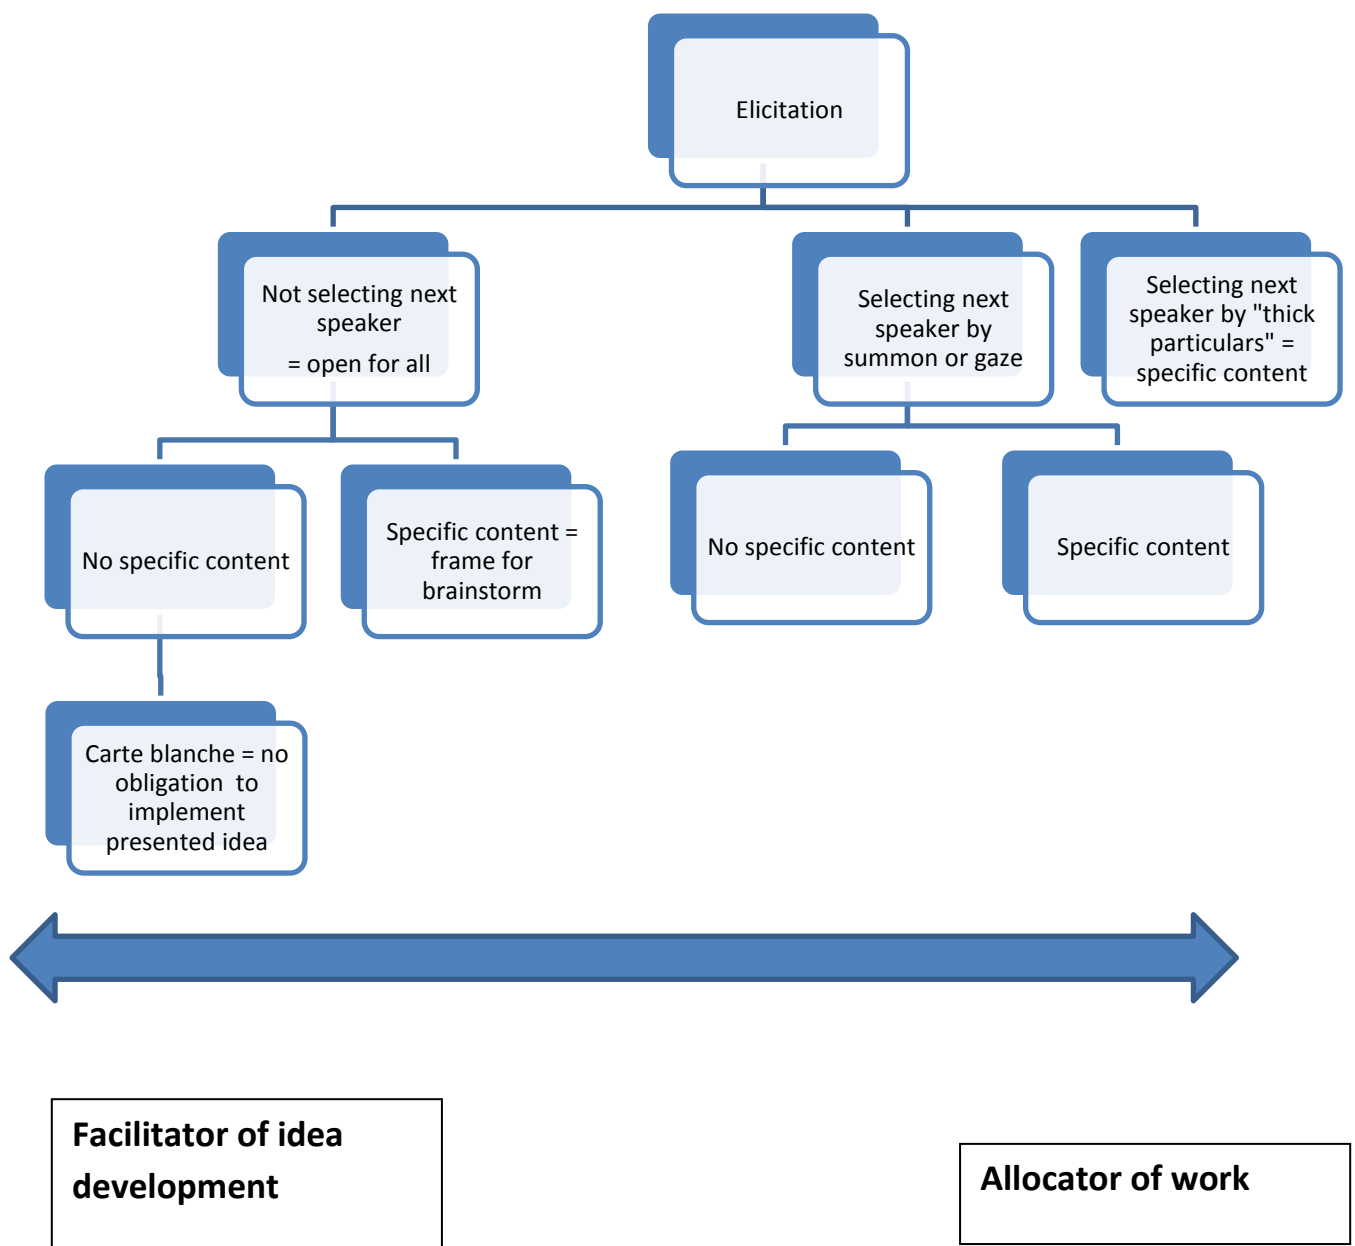 Elicitation
Not selecting next
speaker
= open for all
Selecting next
speaker by
summon or gaze
Selecting next
speaker by "thick
particulars" =
specific content
No specific content
Specific content =
frame for
brainstorm
No specific content
Specific content
Carte blanche = no
obligation  to
implement
presented idea
Facilitator of idea
development
Allocator of work